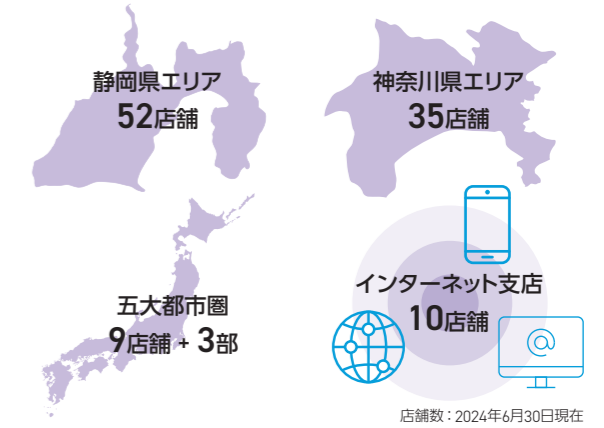 静岡県エリア
52店舗
神奈川県エリア
35店舗
五大都市圏
9店舗 + 3部
インターネット支店
10店舗
@
店舗数：2024年6月30日現在